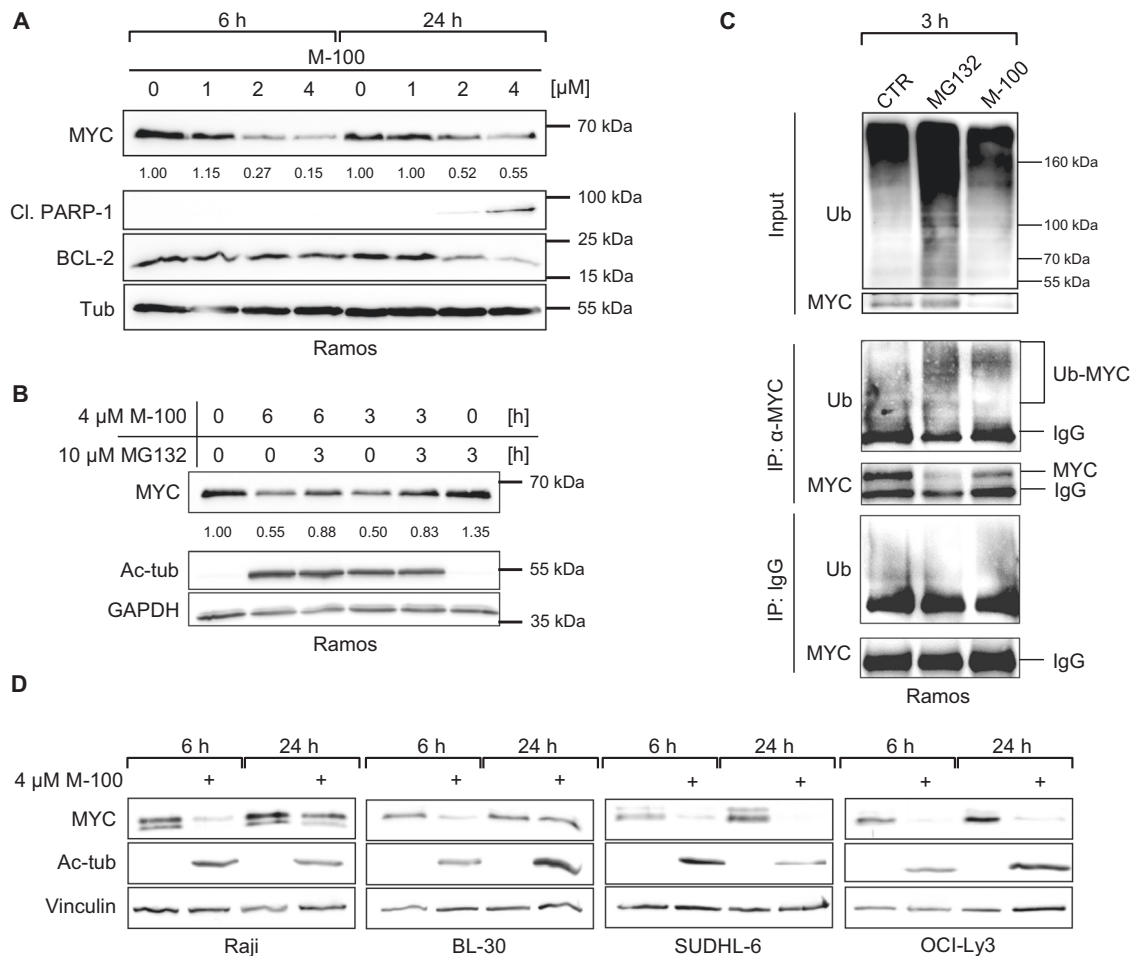 A
6 h 24 h
M-100
0 1 2 4 0 1 2 4 [µM]
MYC 70 kDa
1.00 1.15 0.27 0.15 1.00 1.00 0.52 0.55
Cl. PARP-1 100 kDa
BCL-2 25 kDa
15 kDa
Tub 55 kDa
Ramos
B
4 µM M-100 0 6 6 3 3 0 [h]
10 µM MG132 0 0 3 0 3 3 [h]
MYC 70 kDa
1.00 0.55 0.88 0.50 0.83 1.35
Ac-tub 55 kDa
GAPDH 35 kDa
Ramos
C
3 h
CTR MG132 M-100
Input
Ub
160 kDa
100 kDa
70 kDa
55 kDa
MYC
IP: α-MYC
Ub Ub-MYC
IgG
MYC MYC
IgG
IP: IgG
Ub
MYC IgG
Ramos
D
6 h 24 h 6 h 24 h 6 h 24 h 6 h 24 h
4 µM M-100 + + + + + + + +
MYC
Ac-tub
Vinculin
Raji BL-30 SUDHL-6 OCI-Ly3